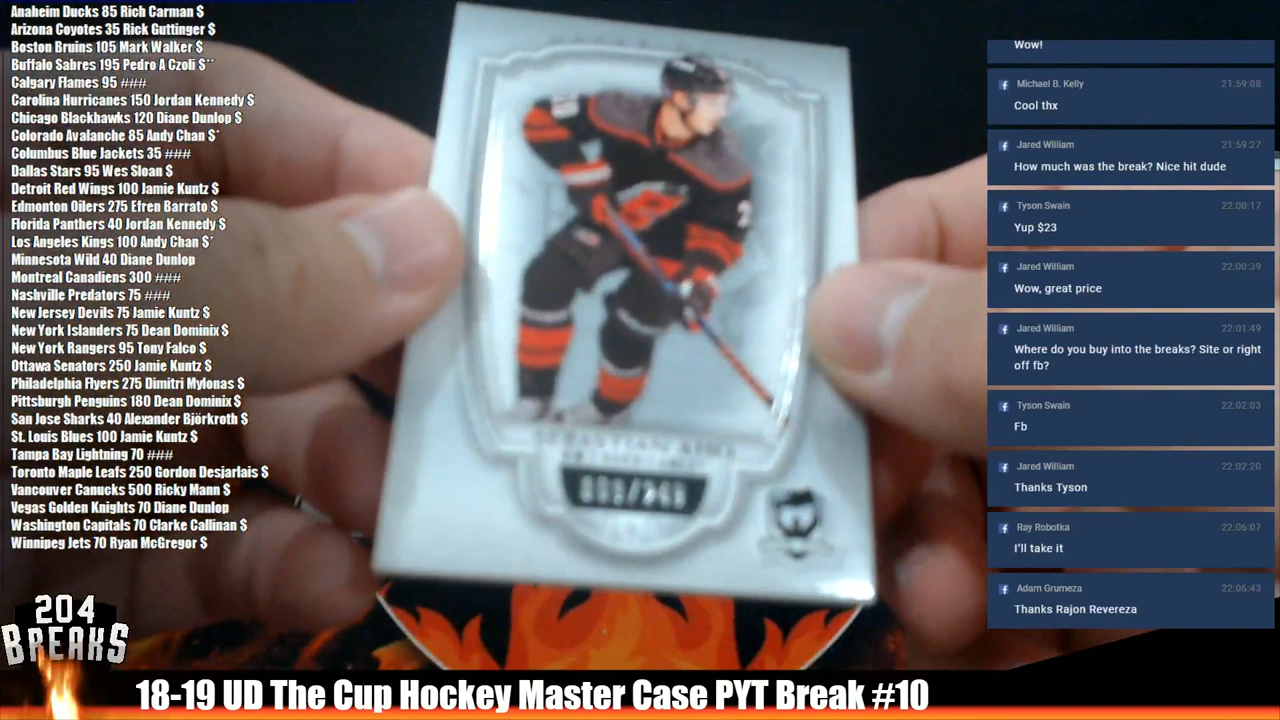 Anaheim Ducks 85 Rich Carman $
Arizona Coyotes 35 Rick Guttinger $
Boston Bruins 105 Mark Walker $
Buffalo Sabres 195 Pedro A Czoli $**
Calgary Flames 95 ###
Carolina Hurricanes 150 Jordan Kennedy $
Chicago Blackhawks 120 Diane Dunlop $
Colorado Avalanche 85 Andy Chan $*
Columbus Blue Jackets 35 ###
Dallas Stars 95 Wes Sloan $
Detroit Red Wings 100 Jamie Kuntz $
Edmonton Oilers 275 Efren Barrato $
Florida Panthers 40 Jordan Kennedy $
Los Angeles Kings 100 Andy Chan $*
Minnesota Wild 40 Diane Dunlop
Montreal Canadiens 300 ###
Nashville Predators 75 ###
New Jersey Devils 75 Jamie Kuntz $
New York Islanders 75 Dean Dominix $
New York Rangers 95 Tony Falco $
Ottawa Senators 250 Jamie Kuntz $
Philadelphia Flyers 275 Dimitri Mylonas $
Pittsburgh Penguins 180 Dean Dominix $
San Jose Sharks 40 Alexander Björkroth $
St. Louis Blues 100 Jamie Kuntz $
Tampa Bay Lightning 70 ###
Toronto Maple Leafs 250 Gordon Desjarlais $
Vancouver Canucks 500 Ricky Mann $
Vegas Golden Knights 70 Diane Dunlop
Washington Capitals 70 Clarke Callinan $
Winnipeg Jets 70 Ryan McGregor $
204
BREAKS
Wow!
Michael B. Kelly 21:59:08
Cool thx
Jared William 21:59:27
How much was the break? Nice hit dude
Tyson Swain 22:00:17
Yup $23
Jared William 22:00:39
Wow, great price
Jared William 22:01:49
Where do you buy into the breaks? Site or right
off fb?
Tyson Swain 22:02:03
Fb
Jared William 22:02:20
Thanks Tyson
Ray Robotka 22:06:07
I'll take it
Adam Grumeza 22:06:43
Thanks Rajon Revereza
18-19 UD The Cup Hockey Master Case PYT Break #10